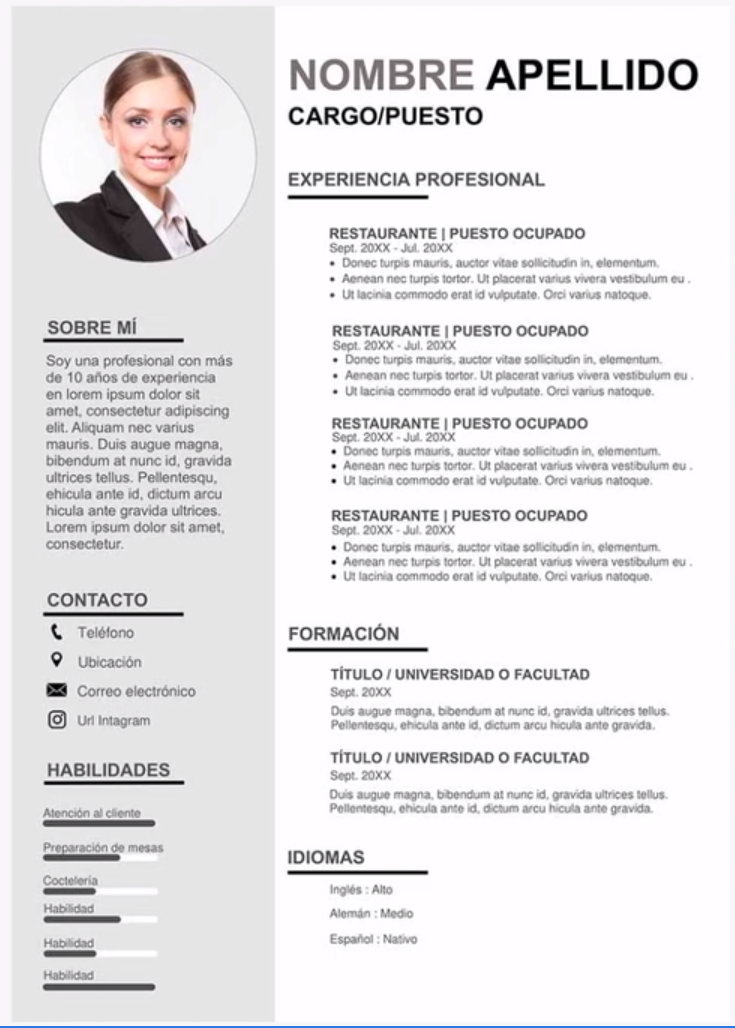 NOMBRE APELLIDO
CARGO/PUESTO
SOBRE MÍ
Soy una profesional con más
de 10 años de experiencia
en lorem ipsum dolor sit
amet, consectetur adipiscing
elit. Aliquam nec varius
mauris. Duis augue magna,
bibendum at nunc id, gravida
ultrices tellus. Pellentesqu,
ehicula ante id, dictum arcu
hicula ante gravida ultrices.
Lorem ipsum dolor sit amet,
consectetur.
CONTACTO
Teléfono
Ubicación
Correo electrónico
Url Intagram
HABILIDADES
Atención al cliente
Preparación de mesas
Coctelería
Habilidad
Habilidad
Habilidad
EXPERIENCIA PROFESIONAL
RESTAURANTE | PUESTO OCUPADO
Sept. 20XX - Jul. 20XX
• Donec turpis mauris, auctor vitae sollicitudin in, elementum.
• Aenean nec turpis tortor. Ut placerat varius vivera vestibulum eu .
• Ut lacinia commodo erat id vulputate. Orci varius natoque.
RESTAURANTE | PUESTO OCUPADO
Sept. 20XX - Jul. 20XX
• Donec turpis mauris, auctor vitae sollicitudin in, elementum.
• Aenean nec turpis tortor. Ut placerat varius vivera vestibulum eu .
• Ut lacinia commodo erat id vulputate. Orci varius natoque.
RESTAURANTE | PUESTO OCUPADO
Sept. 20XX - Jul. 20XX
• Donec turpis mauris, auctor vitae sollicitudin in, elementum.
• Aenean nec turpis tortor. Ut placerat varius vivera vestibulum eu .
• Ut lacinia commodo erat id vulputate. Orci varius natoque.
RESTAURANTE | PUESTO OCUPADO
Sept. 20XX - Jul. 20XX
• Donec turpis mauris, auctor vitae sollicitudin in, elementum.
• Aenean nec turpis tortor. Ut placerat varius vivera vestibulum eu .
• Ut lacinia commodo erat id vulputate. Orci varius natoque.
FORMACIÓN
TÍTULO / UNIVERSIDAD O FACULTAD
Sept. 20XX
Duis augue magna, bibendum at nunc id, gravida ultrices tellus.
Pellentesqu, ehicula ante id, dictum arcu hicula ante gravida.
TÍTULO / UNIVERSIDAD O FACULTAD
Sept. 20XX
Duis augue magna, bibendum at nunc id, gravida ultrices tellus.
Pellentesqu, ehicula ante id, dictum arcu hicula ante gravida.
IDIOMAS
Inglés : Alto
Alemán : Medio
Español : Nativo